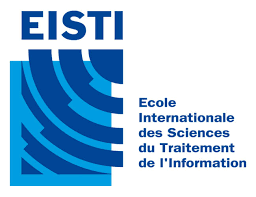 EISTI
Ecole
Internationale
des Sciences
du Traitement
de l'Information